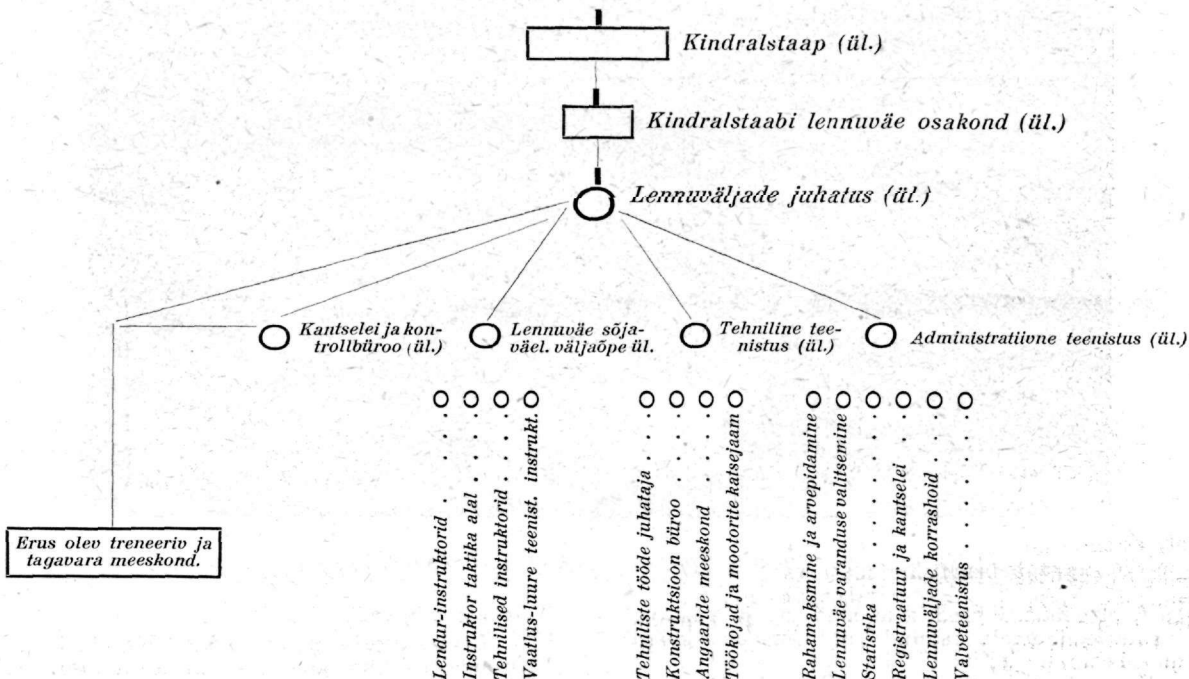 Kindralstaap (ül.)
Kindralstaabi lennuväe osakond (ül.)
Lennuväljade juhatus (ül.)
Kantselei ja kon-
trollbüroo (ül.)
Lennuväe sõja-
väel. väljaõpe ül.
Tehniline tee-
nistus (ül.)
Administratiivne teenistus (ül.)
Erus olev treneeriv ja
tagavara meeskond.
Lendur-instruktorid . . . .
Instruktor taktika alal .
Tehnilised instruktorid . . .
Vaatlus-luure teenist. instrukt.
Tehniliste tööde juhataja . . .
Konstruktsioon büroo . . . .
Angaaride meeskond . . . .
Töökojad ja mootorite katsejaam
Rahamaksmine ja arvepidamine
Lennuväe varanduse valitsemine
Statistika . . . . . . . .
Registraatuur ja kantselei . .
Lennuväljade korrashoid . . .
Valveteenistus . . . . . .